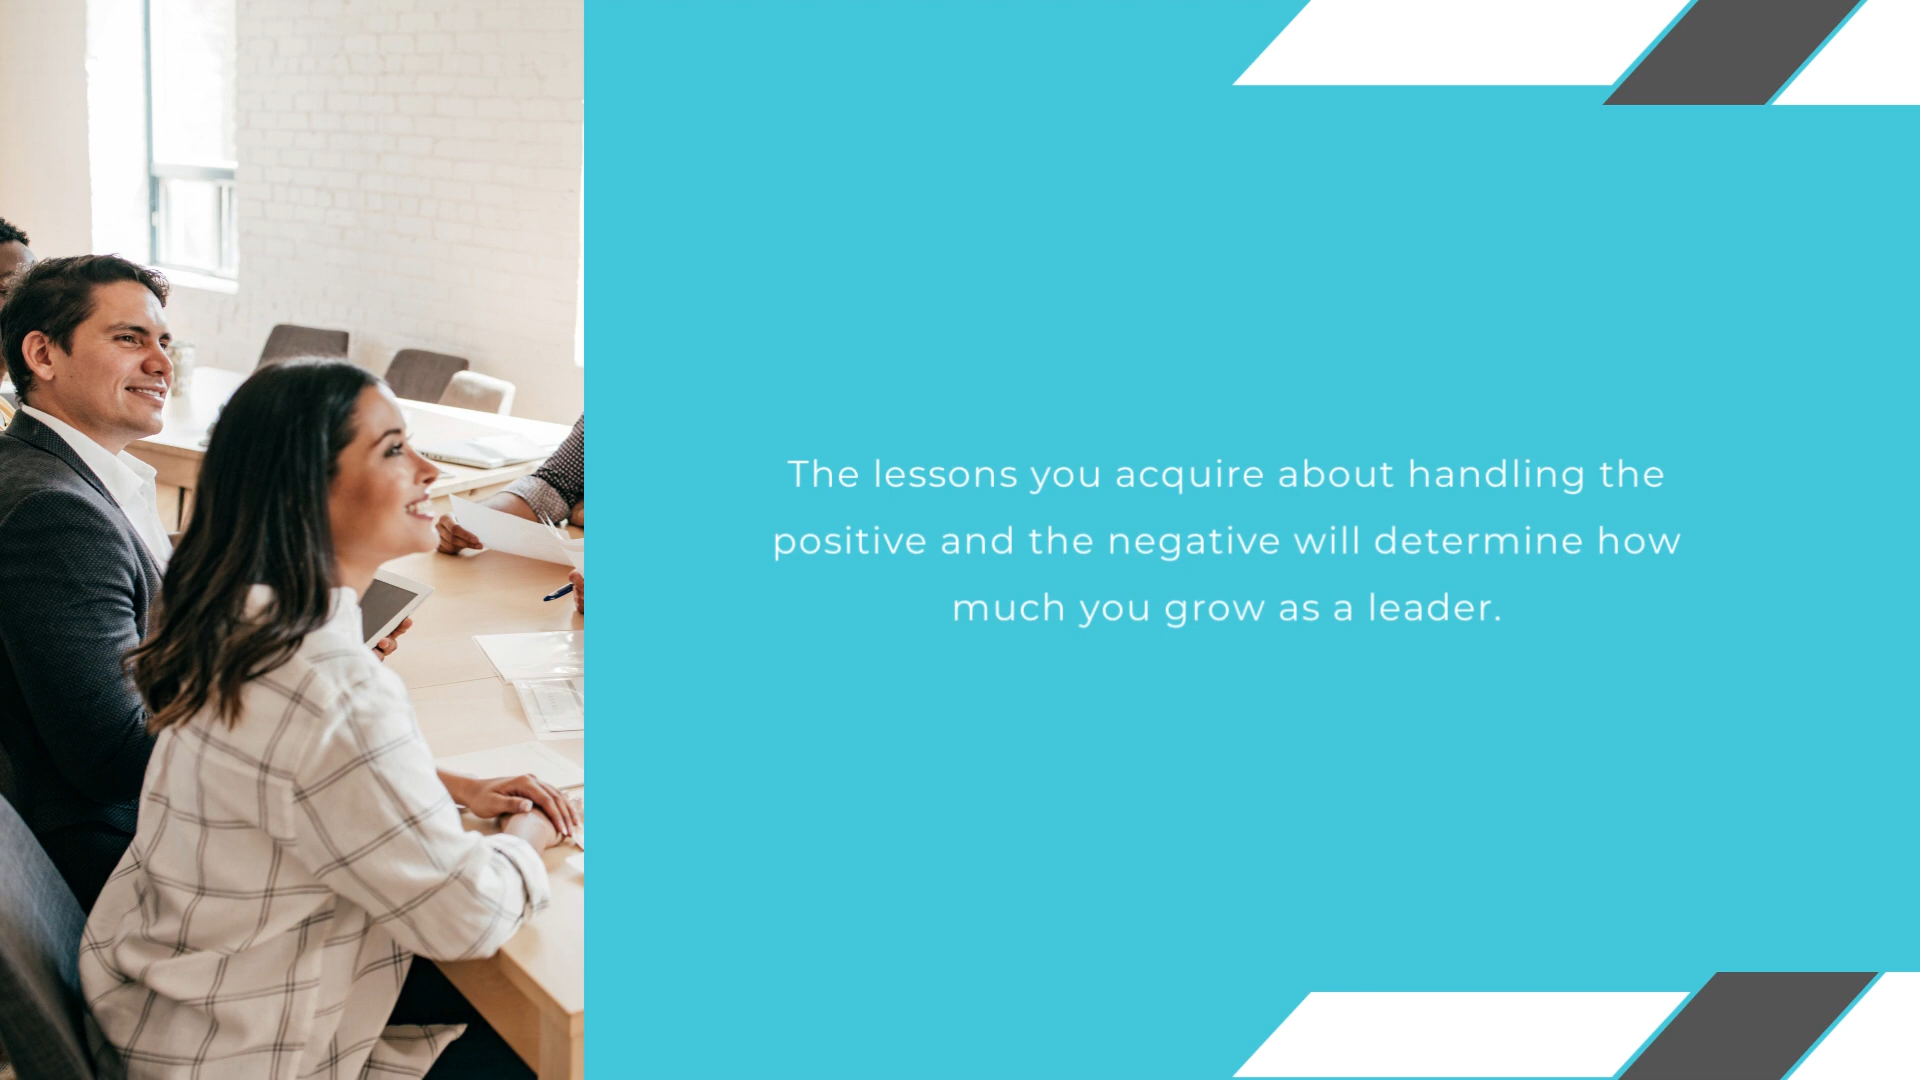 The lessons you acquire about handling the
positive and the negative will determine how
much you grow as a leader.